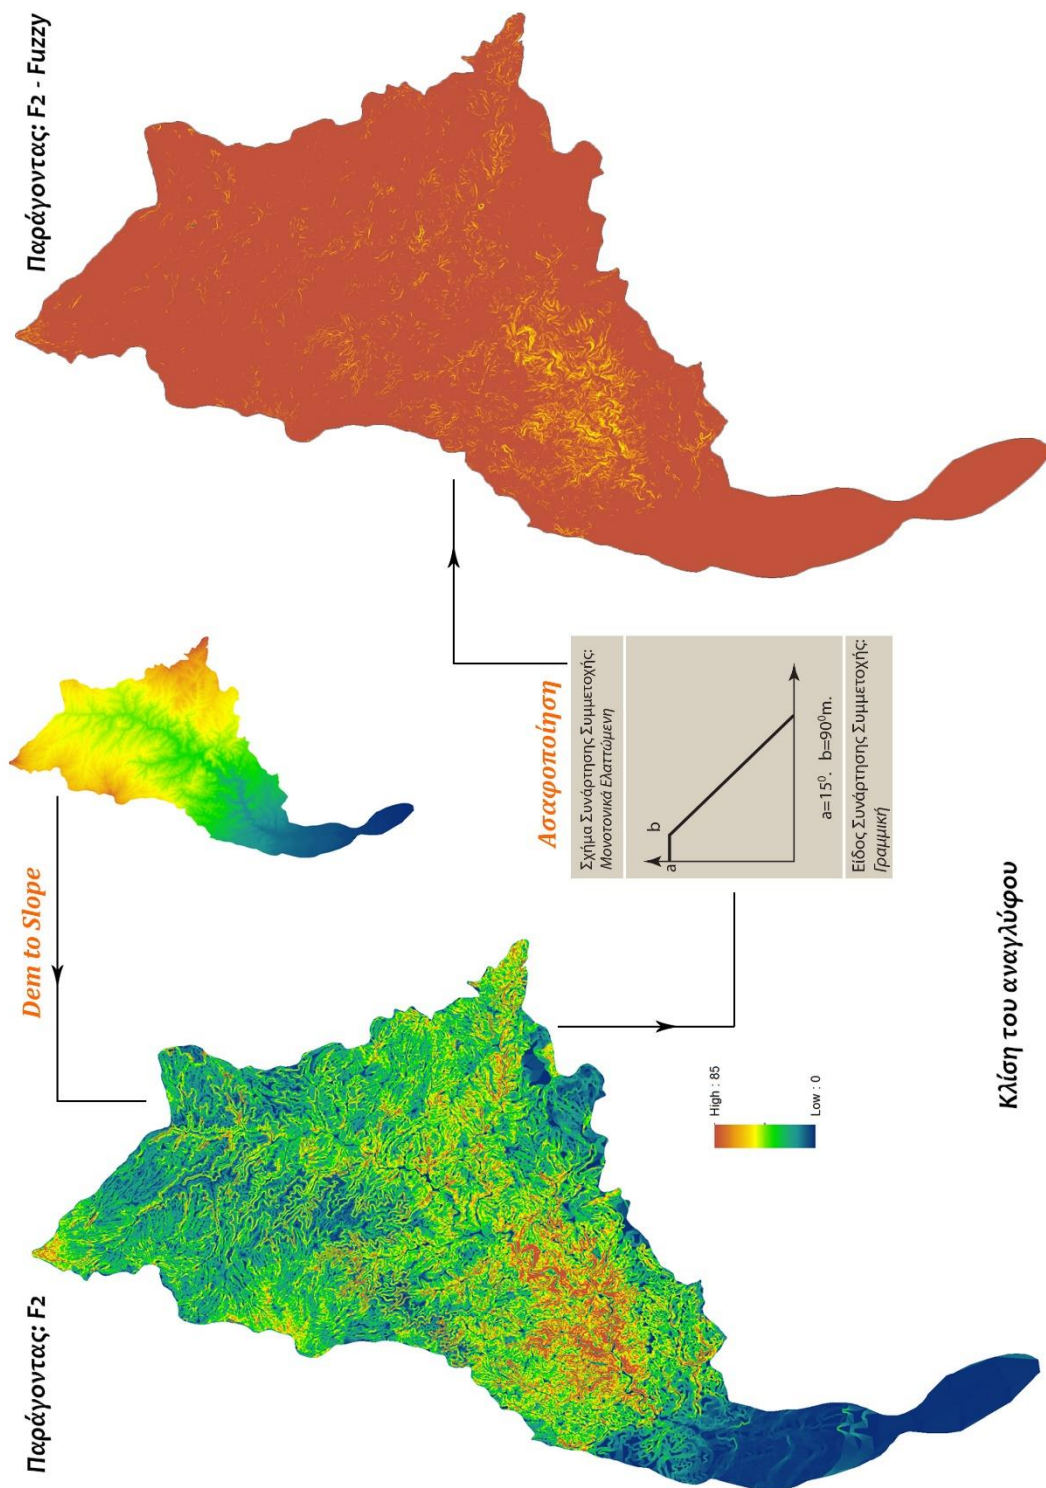 Παράγοντας: F2
Dem to Slope
Παράγοντας: F2 - Fuzzy
High : 85
Low : 0
Ασαφοποίηση
Σχήμα Συνάρτησης Συμμετοχής:
Μονοτονικά Ελαττώμενη
a
b
a=15⁰. b=90⁰m.
Είδος Συνάρτησης Συμμετοχής:
Γραμμική
Κλίση του αναγλύφου